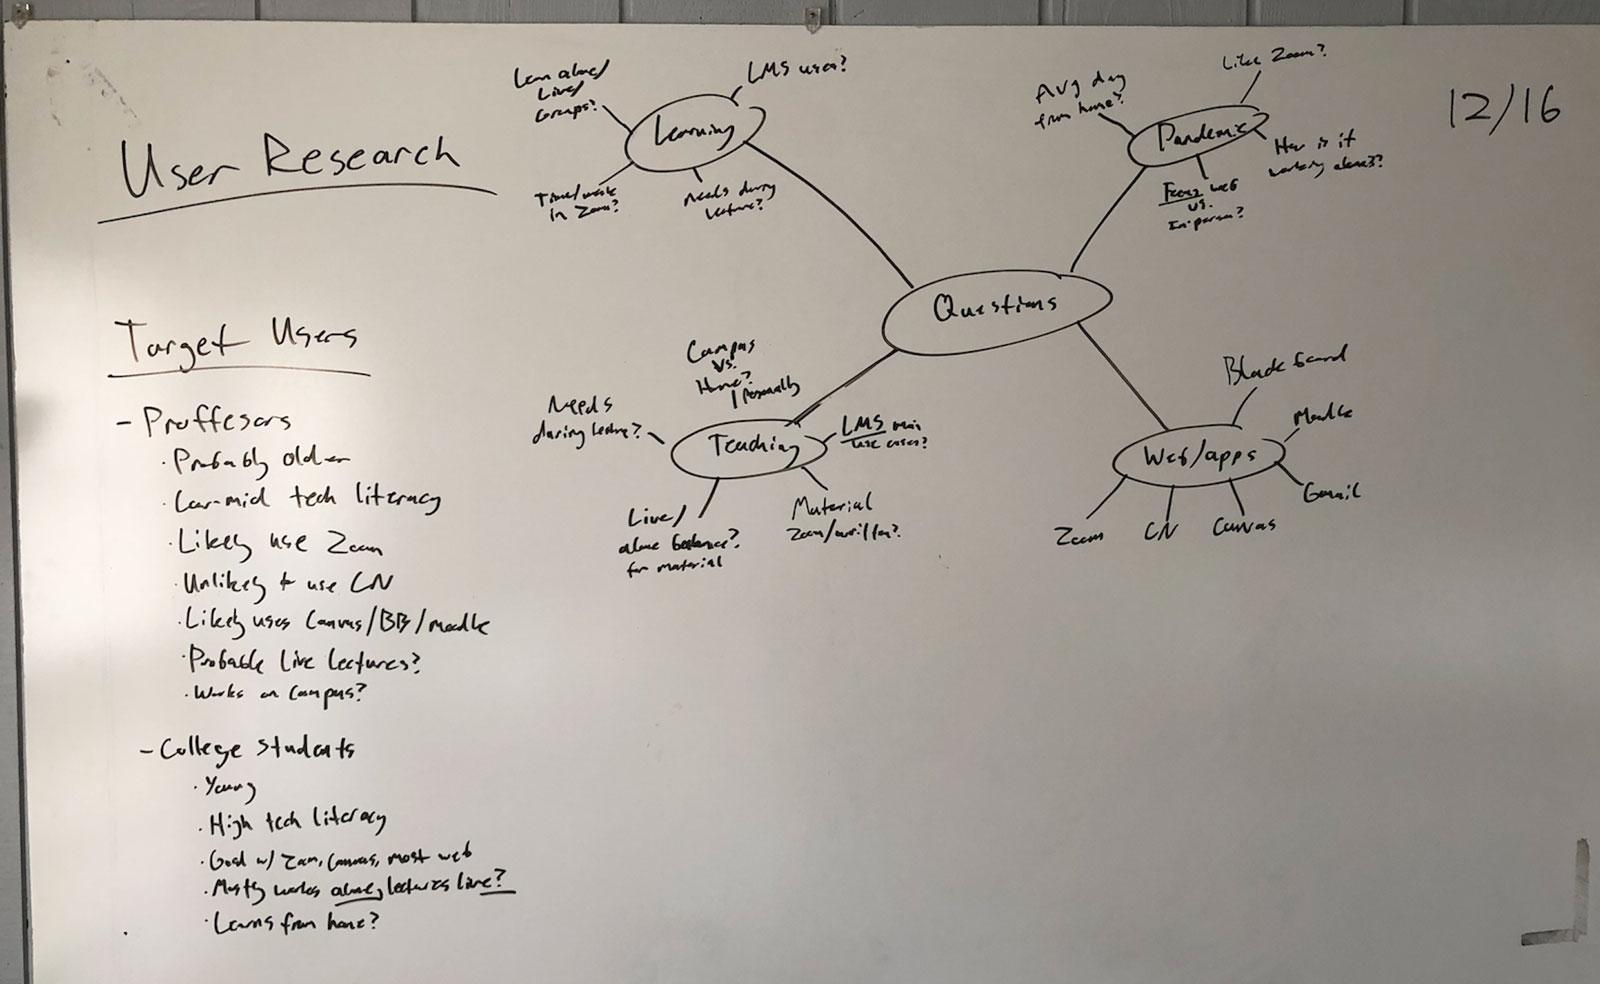 User Research
12/16
Target Users
- Proffesors
· Probably older
· Low-mid tech literacy
· Likely use Zoom
· Unlikely to use CN
· Likely uses Canvas/BB/moodle
· Probable Live Lectures?
· Works on Campus?
- College Students
· Young
· High tech literacy
· Good w/ Zoom, Canvas, most web
· Mostly works alone, lectures live?
· Learns from home?
Questions
Learning
Learn alone/
Live/
Groups?
LMS uses?
Time/week
in Zoom?
Needs during
lecture?
Pandemic
Avg day
from home?
Like Zoom?
How is it
working alone?
web
vs.
In-person?
Teaching
Campus
vs.
Home?
Personally
Needs
during lecture?
LMS main
use cases?
Live/
alone
for material
Material
Zoom/written?
Web/apps
Blackboard
Moodle
Gmail
Canvas
CN
Zoom